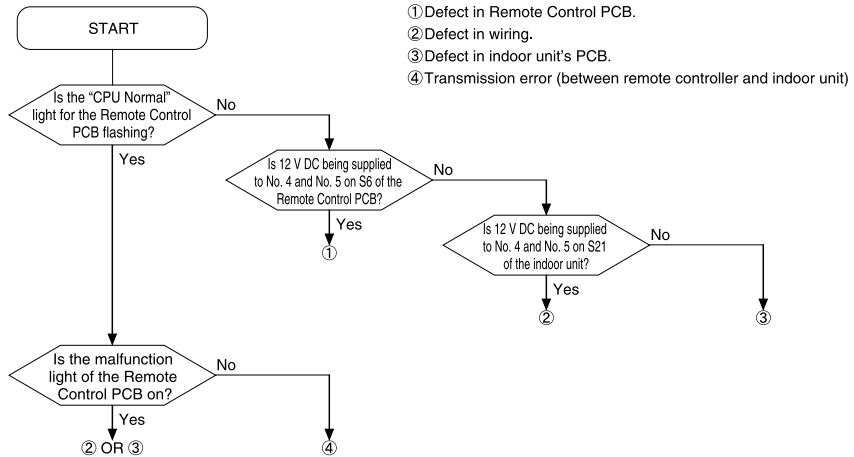 ①Defect in Remote Control PCB.
②Defect in wiring.
③Defect in indoor unit's PCB.
④Transmission error (between remote controller and indoor unit)
START
Is the “CPU Normal”
light for the Remote Control
PCB flashing?
No
Yes
Is 12 V DC being supplied
to No. 4 and No. 5 on S6 of the
Remote Control PCB?
No
Yes
①
Is 12 V DC being supplied
to No. 4 and No. 5 on S21
of the indoor unit?
No
Yes
②
③
Is the malfunction
light of the Remote
Control PCB on?
No
Yes
② OR ③
④